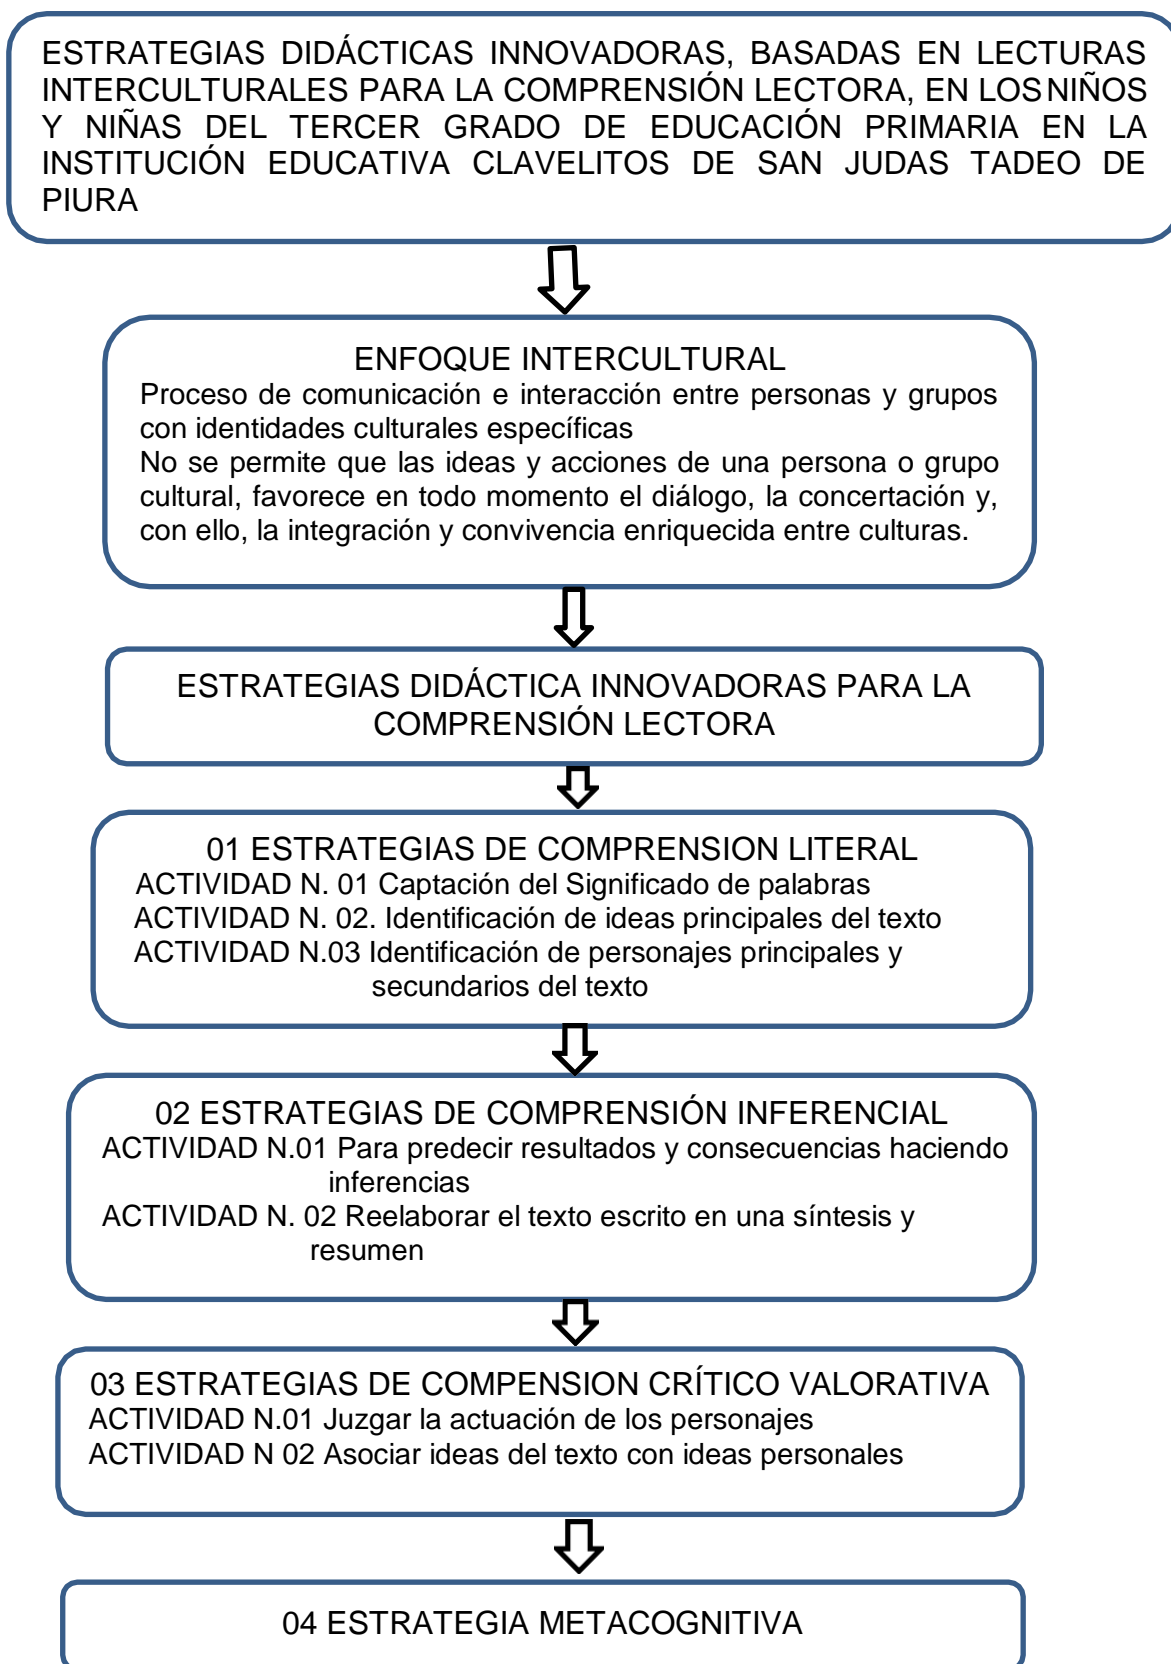 ESTRATEGIAS DIDÁCTICAS INNOVADORAS, BASADAS EN LECTURAS
INTERCULTURALES PARA LA COMPRENSIÓN LECTORA, EN LOS NIÑOS
Y NIÑAS DEL TERCER GRADO DE EDUCACIÓN PRIMARIA EN LA
INSTITUCIÓN EDUCATIVA CLAVELITOS DE SAN JUDAS TADEO DE
PIURA
ENFOQUE INTERCULTURAL
Proceso de comunicación e interacción entre personas y grupos
con identidades culturales específicas
No se permite que las ideas y acciones de una persona o grupo
cultural, favorece en todo momento el diálogo, la concertación y,
con ello, la integración y convivencia enriquecida entre culturas.
ESTRATEGIAS DIDÁCTICA INNOVADORAS PARA LA
COMPRENSIÓN LECTORA
01 ESTRATEGIAS DE COMPRENSION LITERAL
ACTIVIDAD N. 01 Captación del Significado de palabras
ACTIVIDAD N. 02. Identificación de ideas principales del texto
ACTIVIDAD N.03 Identificación de personajes principales y
secundarios del texto
02 ESTRATEGIAS DE COMPRENSIÓN INFERENCIAL
ACTIVIDAD N.01 Para predecir resultados y consecuencias haciendo
inferencias
ACTIVIDAD N. 02 Reelaborar el texto escrito en una síntesis y
resumen
03 ESTRATEGIAS DE COMPENSION CRÍTICO VALORATIVA
ACTIVIDAD N.01 Juzgar la actuación de los personajes
ACTIVIDAD N 02 Asociar ideas del texto con ideas personales
04 ESTRATEGIA METACOGNITIVA